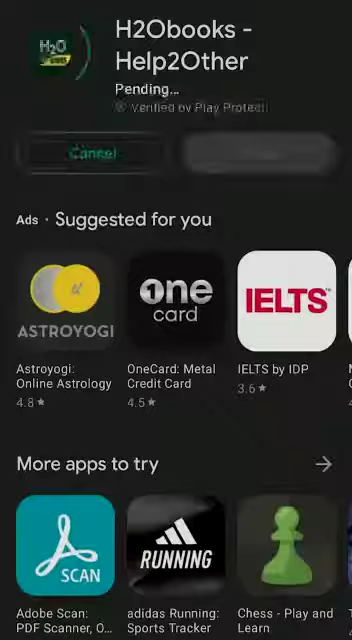 H2O
H2Obooks -
Help2Other
Pending...
Verified by Play Protect
Cancel
Ads · Suggested for you
ASTROYOGI
one
card
IELTS™
Astroyogi:
Online Astrology
4.8★
OneCard: Metal
Credit Card
4.5★
IELTS by IDP
3.6★
More apps to try
SCAN
RUNNING
Adobe Scan:
PDF Scanner, O...
adidas Running:
Sports Tracker
Chess - Play and
Learn